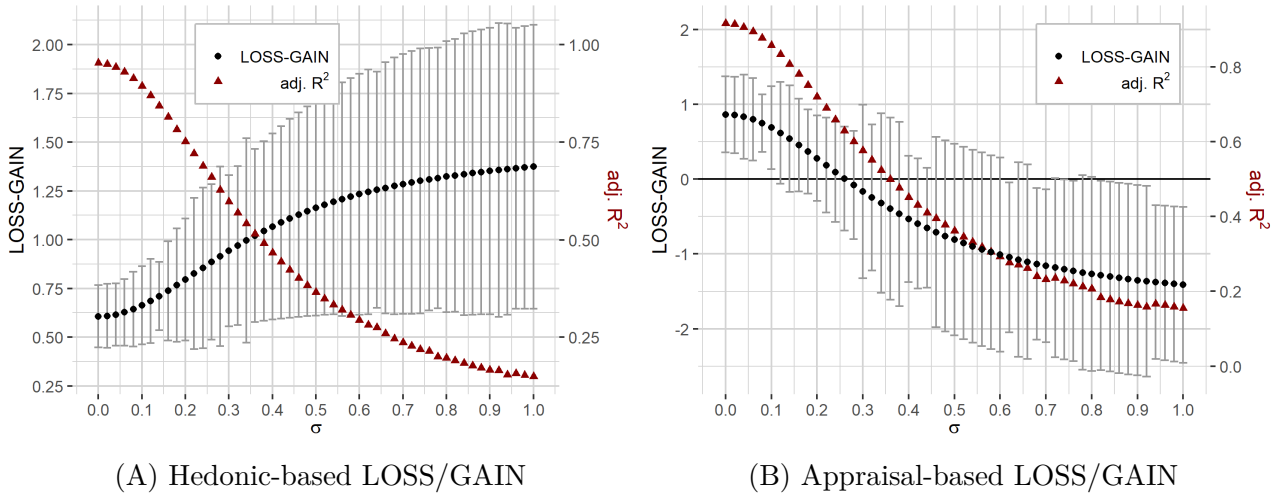 LOSS-GAIN
adj. R²
2.00
1.75
1.50
1.25
1.00
0.75
0.50
0.25
LOSS-GAIN
1.00
0.75
0.50
0.25
adj. R²
0.0 0.1 0.2 0.3 0.4 0.5 0.6 0.7 0.8 0.9 1.0
σ
(A) Hedonic-based LOSS/GAIN
LOSS-GAIN
adj. R²
2
1
0
-1
-2
LOSS-GAIN
0.8
0.6
0.4
0.2
0.0
adj. R²
0.0 0.1 0.2 0.3 0.4 0.5 0.6 0.7 0.8 0.9 1.0
σ
(B) Appraisal-based LOSS/GAIN